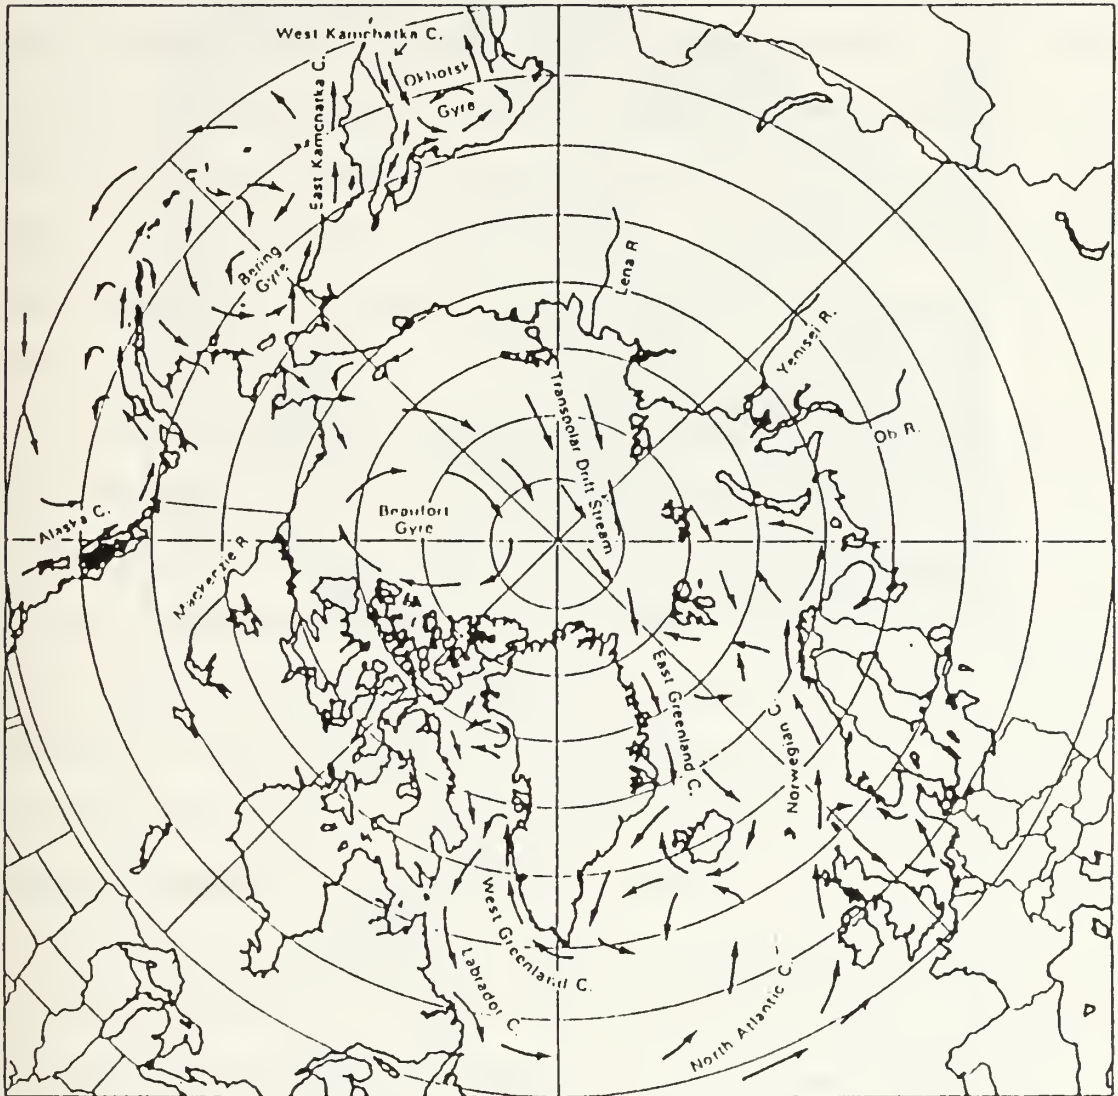 West Kamchatka C.
East Kamchatka C.
Okhotsk
Gyre
Bering
Gyre
Lena R
Yenisei R.
Ob R.
Transpolar Drift Stream
Beaufort
Gyre
Alaska C.
Mackenzie R
East Greenland C.
Norwegian C.
West Greenland C.
Labrador C.
North Atlantic C.